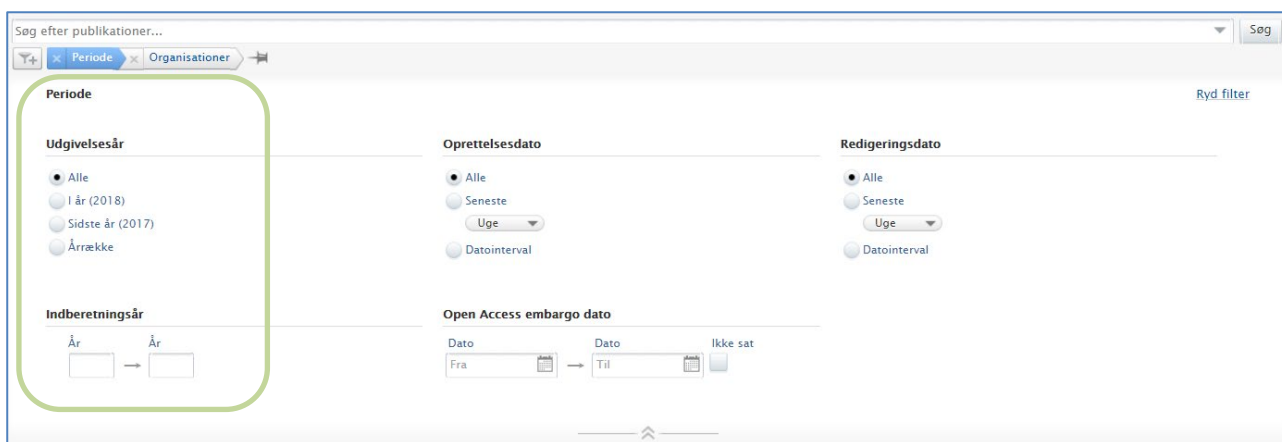 Søg efter publikationer...
Søg
Periode
Organisationer
Periode
Ryd filter
Udgivelsesår
Alle
I år (2018)
Sidste år (2017)
Årrække
Oprettelsesdato
Alle
Seneste
Uge
Datointerval
Redigeringsdato
Alle
Seneste
Uge
Datointerval
Indberetningsår
År År
Open Access embargo dato
Dato Dato Ikke sat
Fra Til